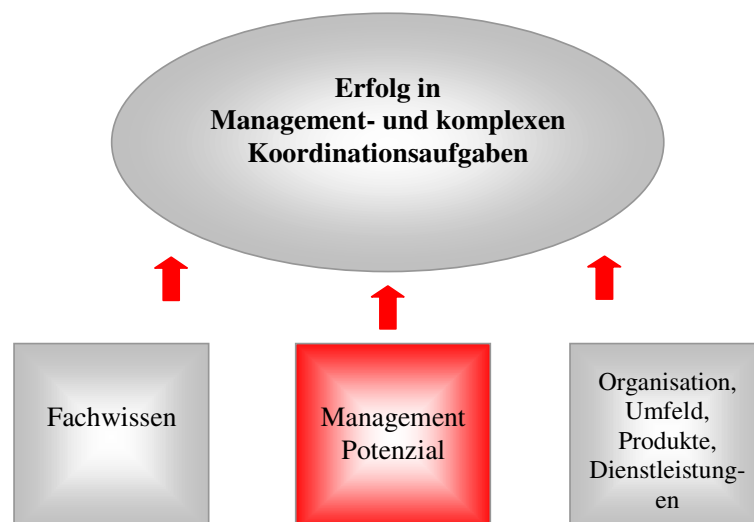 Erfolg in
Management- und komplexen
Koordinationsaufgaben
Fachwissen
Management
Potenzial
Organisation,
Umfeld,
Produkte,
Dienstleistung-
en